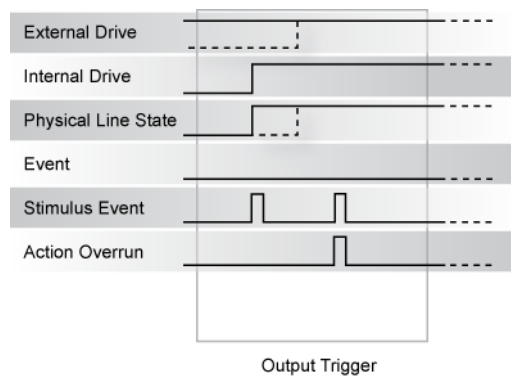 External Drive
Internal Drive
Physical Line State
Event
Stimulus Event
Action Overrun
Output Trigger